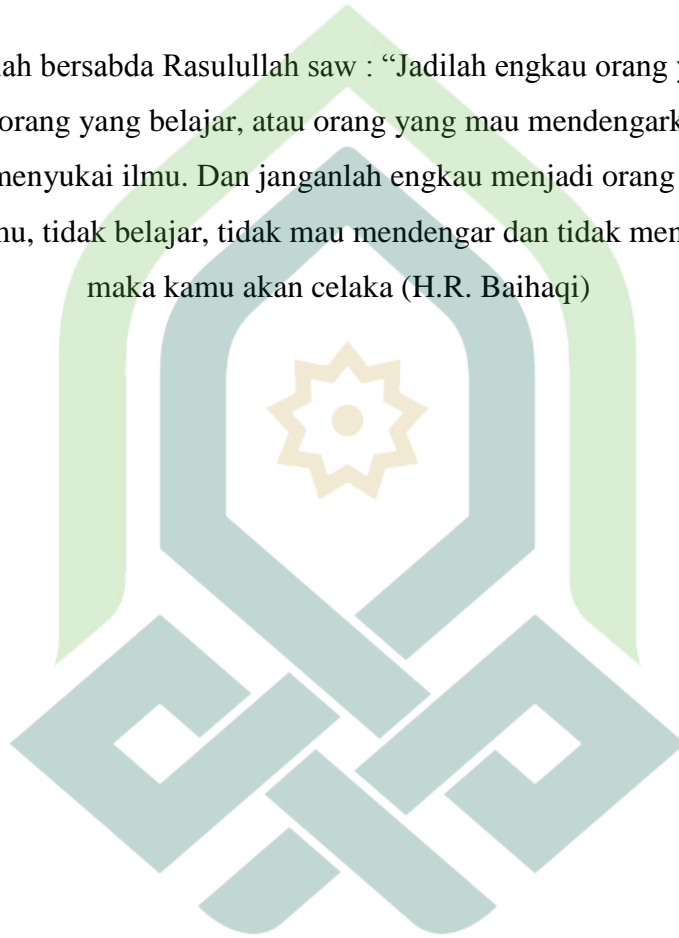 lah bersabda Rasulullah saw : “Jadilah engkau orang
orang yang belajar, atau orang yang mau
menyukai ilmu. Dan janganlah engkau menjadi orang
tidak belajar, tidak mau mendengar dan tidak
maka kamu akan celaka (H.R. Baihaqi)